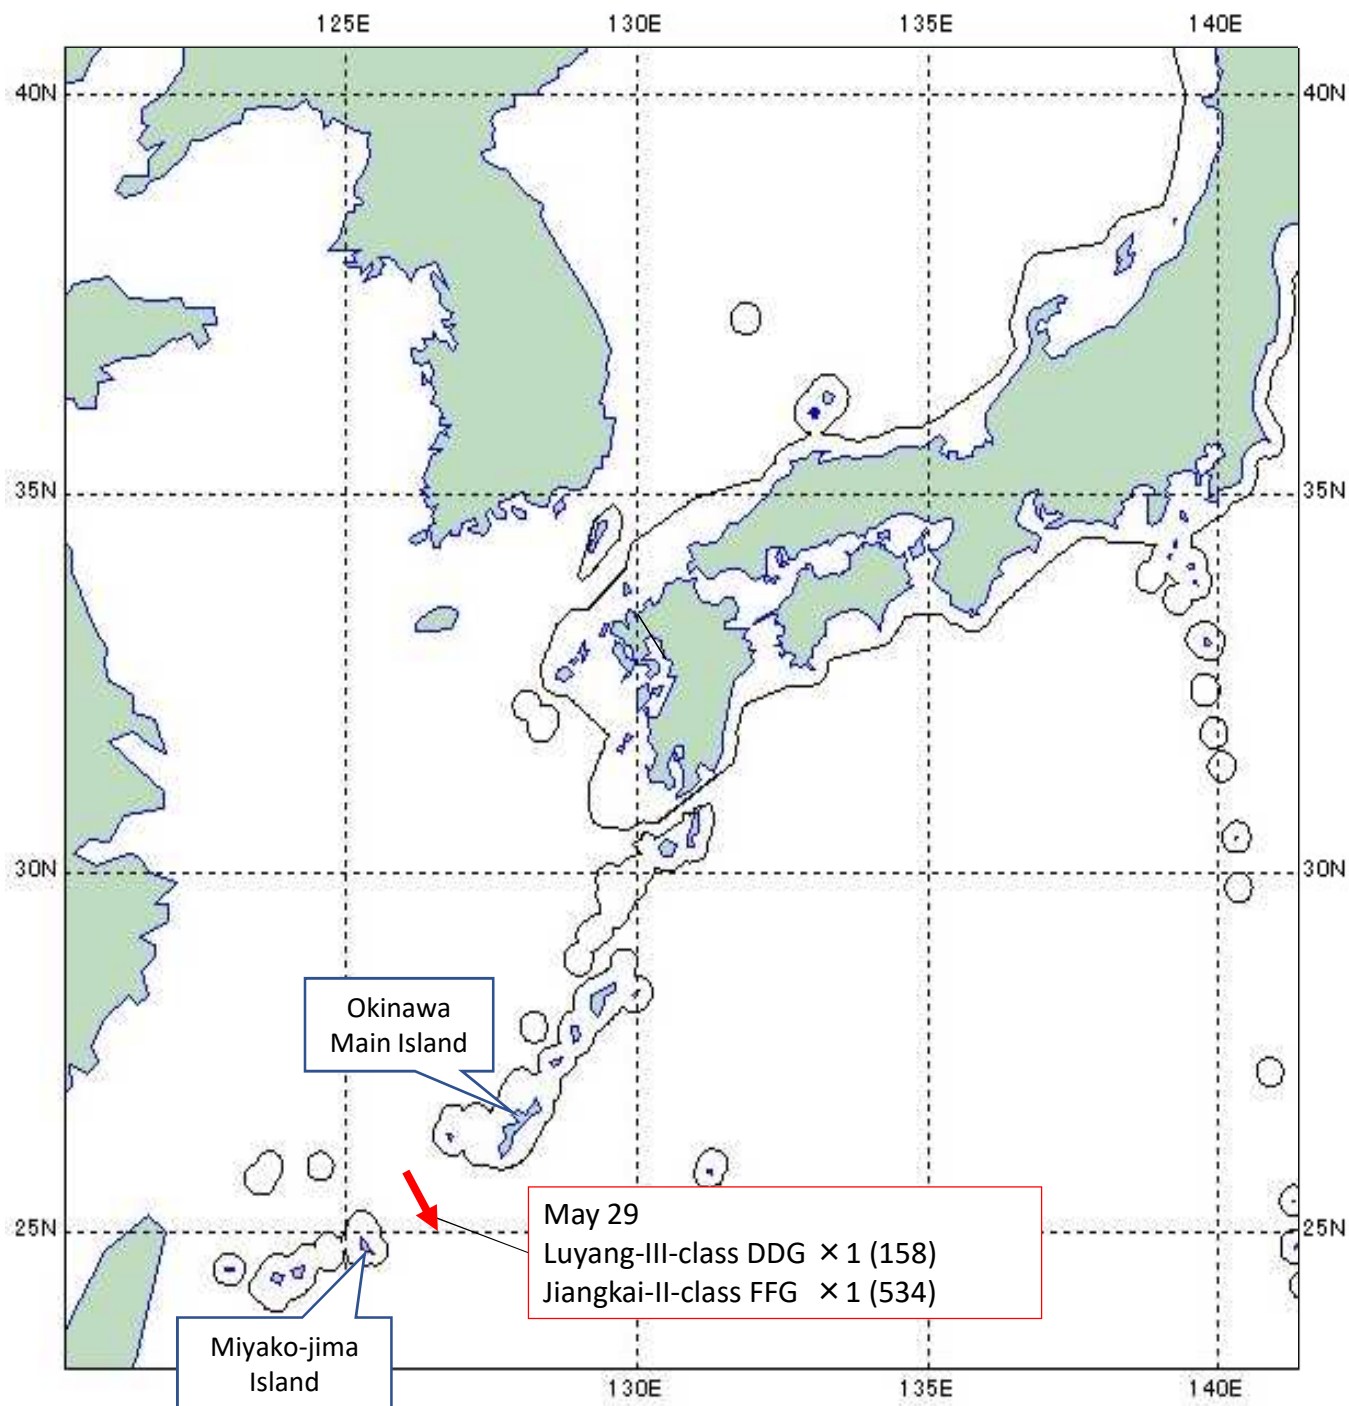 125E
130E
135E
140E
40N
40N
35N
35N
30N
30N
Okinawa
Main Island
25N
25N
May 29
Luyang-III-class DDG ×1 (158)
Jiangkai-II-class FFG ×1 (534)
Miyako-jima
Island
130E
135E
140E